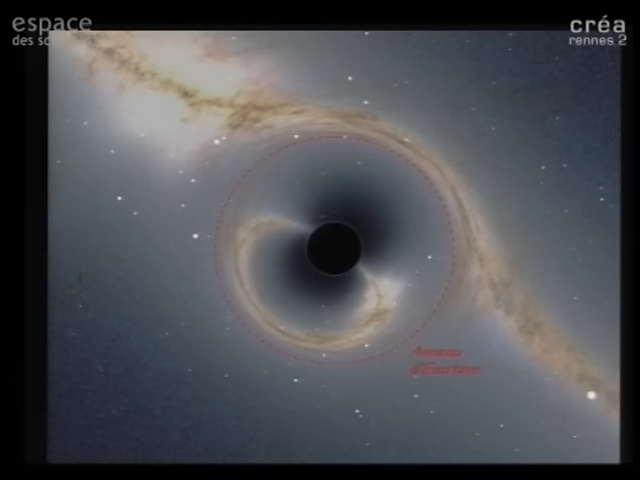 espace
des sc
créa
rennes 2
Anneau
d'Einstein